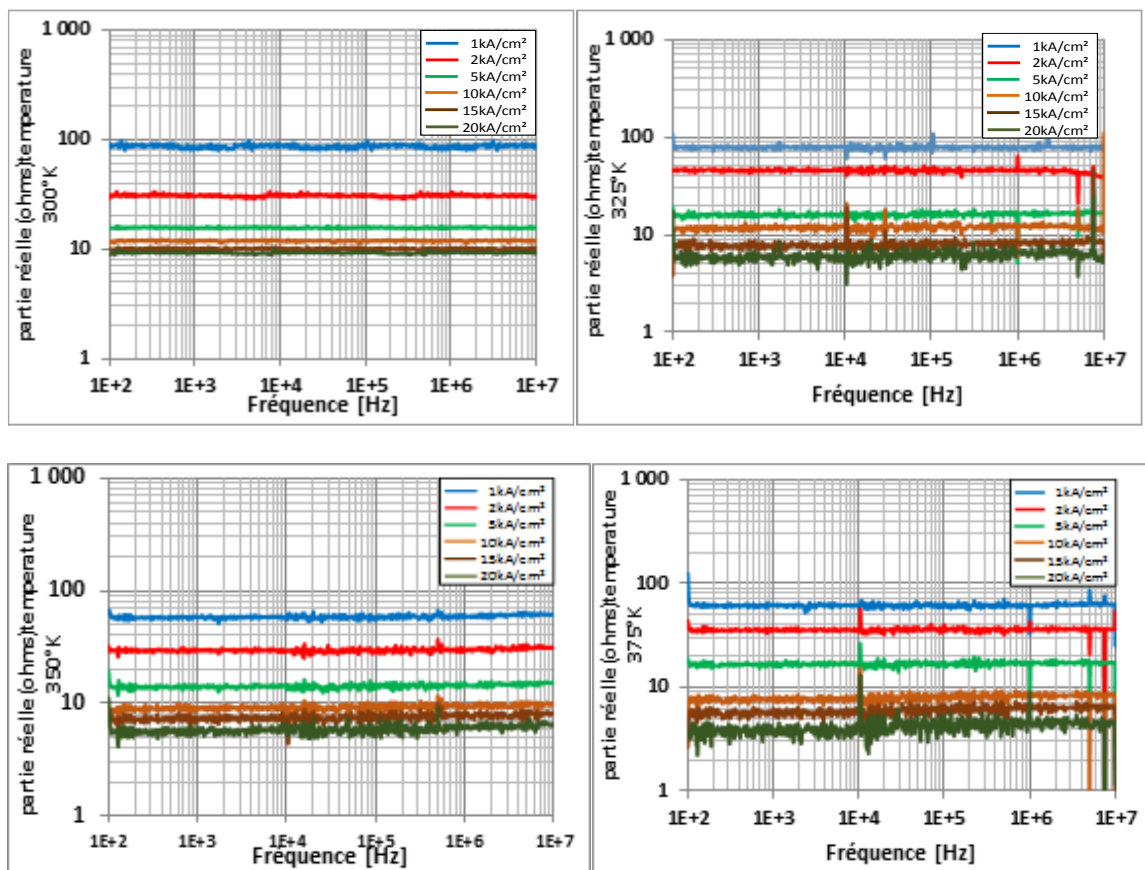 1 000
100
10
1
partie réelle(ohms)temperature
300°K
1kA/cm²
2kA/cm²
5kA/cm²
10kA/cm²
15kA/cm²
20kA/cm²
1E+2
1E+3
1E+4
1E+5
1E+6
1E+7
Fréquence [Hz]
1 000
100
10
1
partie réelle(ohms)temperature
325°K
1kA/cm²
2kA/cm²
5kA/cm²
10kA/cm²
15kA/cm²
20kA/cm²
1E+2
1E+3
1E+4
1E+5
1E+6
1E+7
Fréquence [Hz]
1 000
100
10
1
partie réelle(ohms)temperature
350°K
1kA/cm²
2kA/cm²
5kA/cm²
10kA/cm²
15kA/cm²
20kA/cm²
1E+2
1E+3
1E+4
1E+5
1E+6
1E+7
Fréquence [Hz]
1 000
100
10
1
partie réelle(ohms)temperature
375°K
1kA/cm²
2kA/cm²
5kA/cm²
10kA/cm²
15kA/cm²
20kA/cm²
1E+2
1E+3
1E+4
1E+5
1E+6
1E+7
Fréquence [Hz]